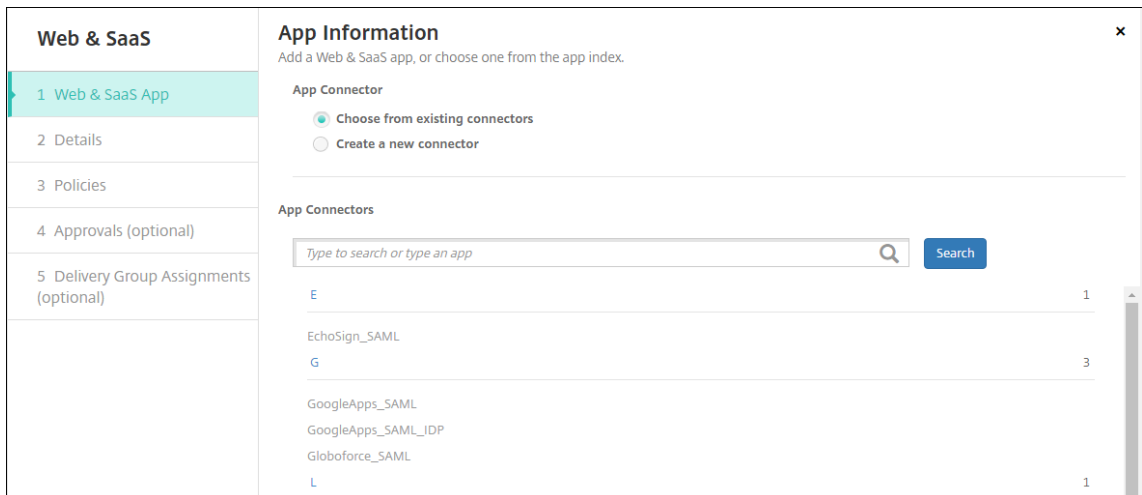 Web & SaaS
1 Web & SaaS App
2 Details
3 Policies
4 Approvals (optional)
5 Delivery Group Assignments
(optional)
App Information
×
Add a Web & SaaS app, or choose one from the app index.
App Connector
Choose from existing connectors
Create a new connector
App Connectors
Type to search or type an app
Search
E 1
EchoSign_SAML
G 3
GoogleApps_SAML
GoogleApps_SAML_IDP
Globoforce_SAML
L 1